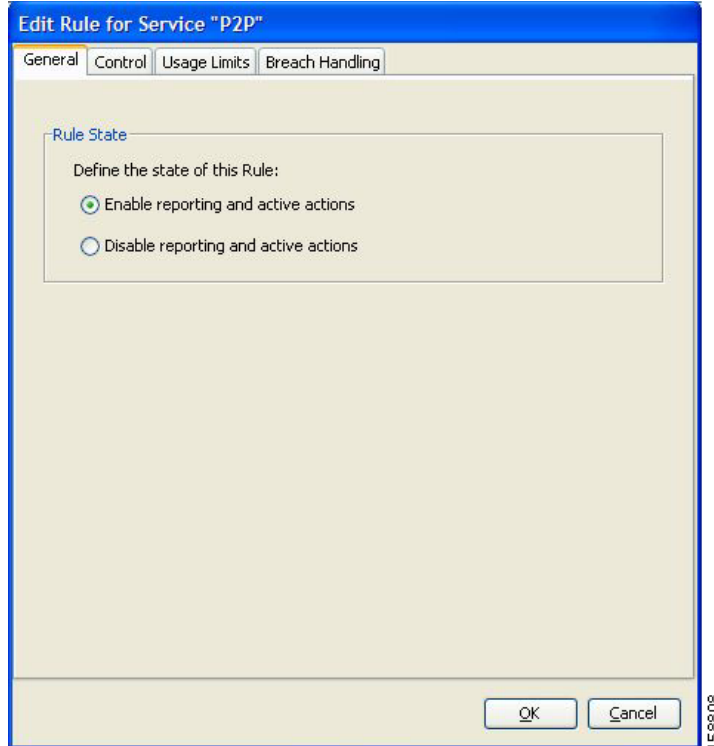 Edit Rule for Service "P2P"
General Control Usage Limits Breach Handling
Rule State
Define the state of this Rule:
Enable reporting and active actions
Disable reporting and active actions
OK Cancel